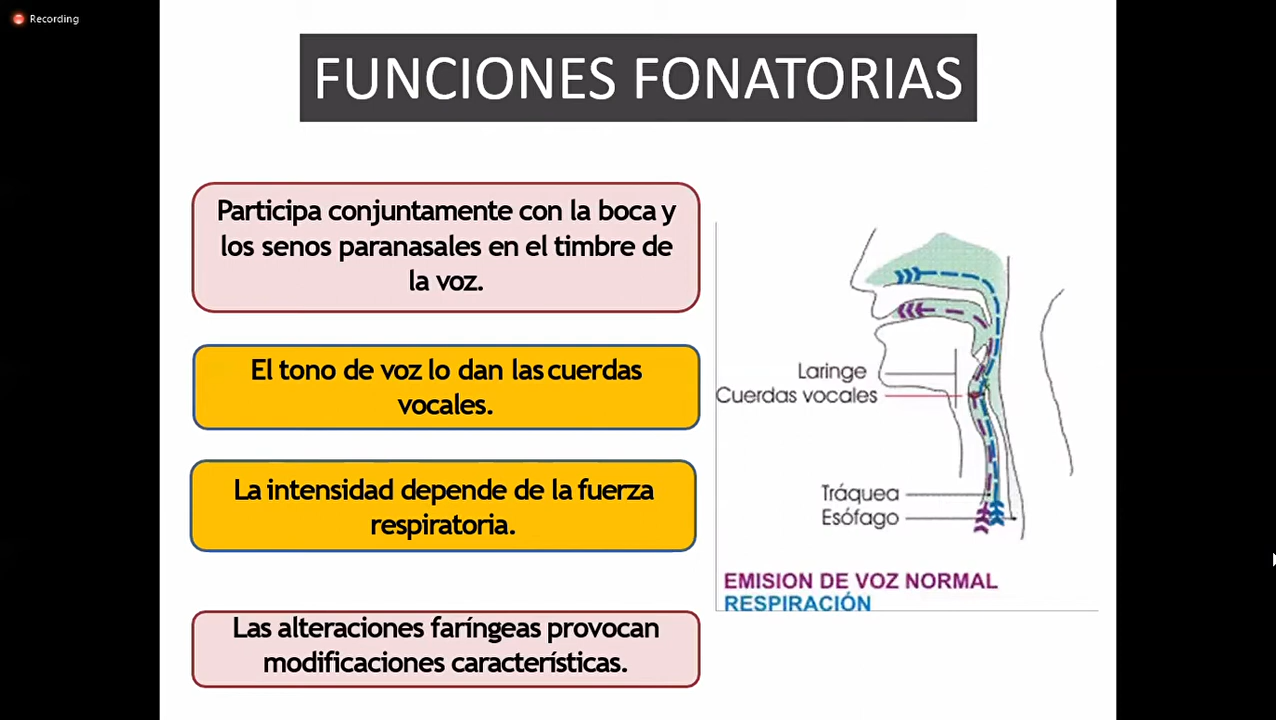 Recording
FUNCIONES FONATORIAS
Participa conjuntamente con la boca y
los senos paranasales en el timbre de
la voz.
El tono de voz lo dan las cuerdas
vocales.
La intensidad depende de la fuerza
respiratoria.
Las alteraciones faríngeas provocan
modificaciones características.
Laringe
Cuerdas vocales
Tráquea
Esófago
EMISION DE VOZ NORMAL
RESPIRACIÓN